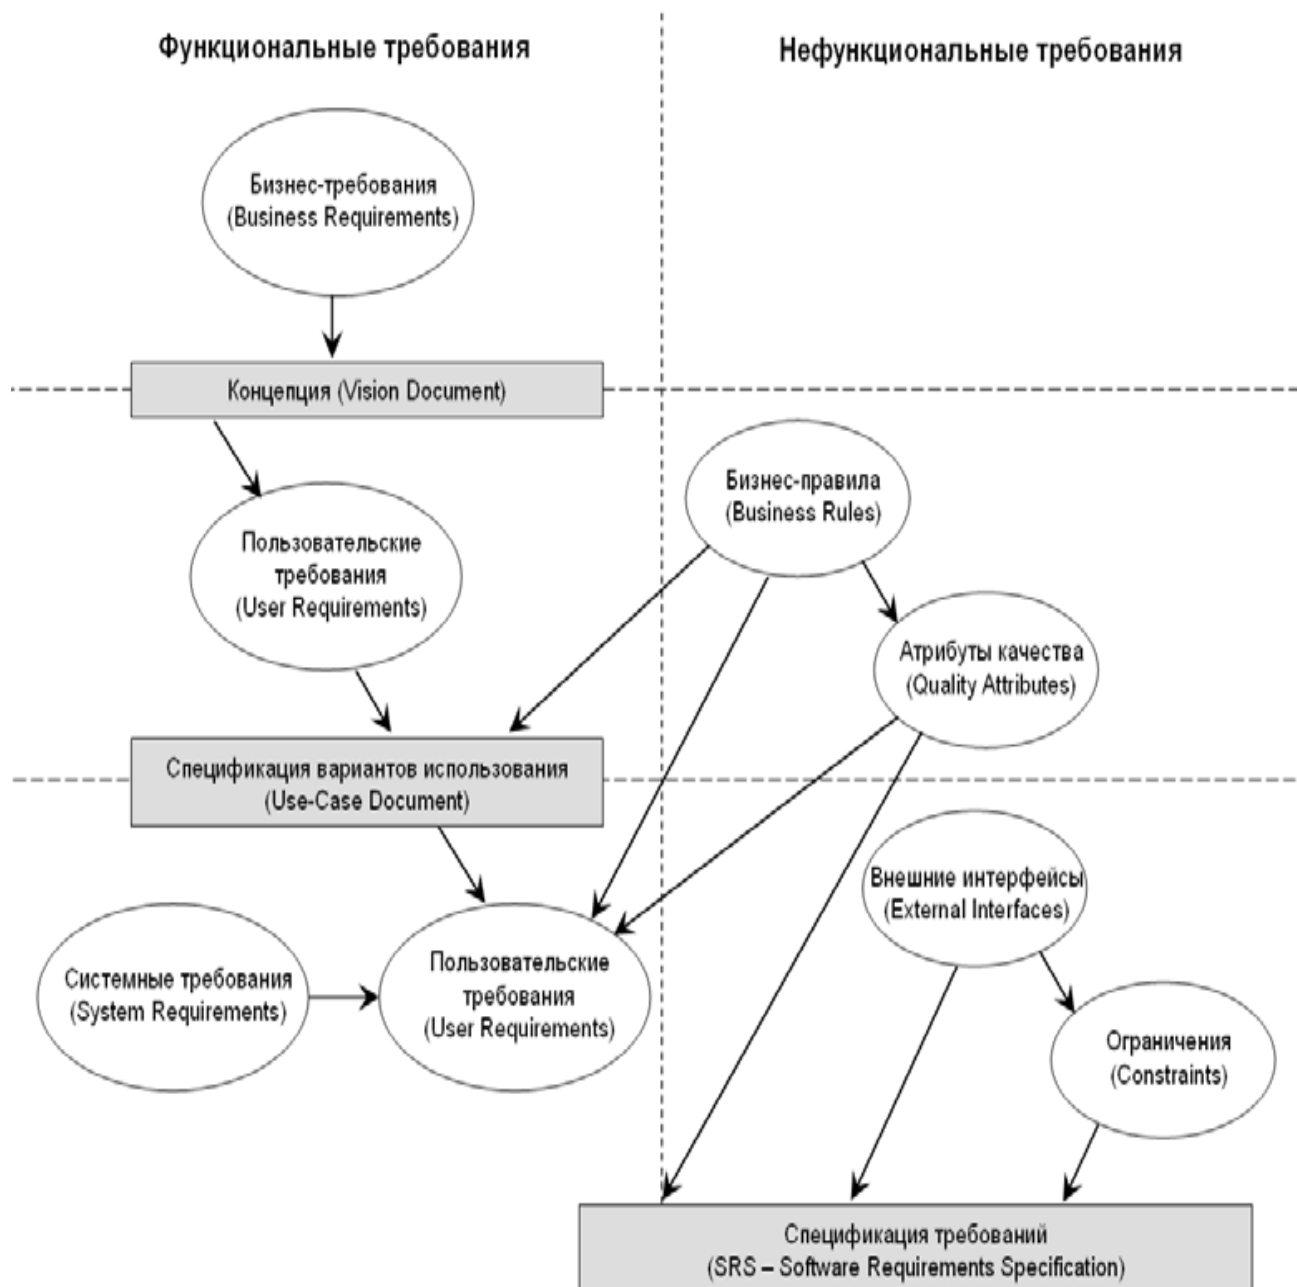 Функциональные требования
Нефункциональные требования
Бизнес-требования
(Business Requirements)
Концепция (Vision Document)
Бизнес-правила
(Business Rules)
Пользовательские
требования
(User Requirements)
Атрибуты качества
(Quality Attributes)
Спецификация вариантов использования
(Use-Case Document)
Внешние интерфейсы
(External Interfaces)
Системные требования
(System Requirements)
Пользовательские
требования
(User Requirements)
Ограничения
(Constraints)
Спецификация требований
(SRS – Software Requirements Specification)